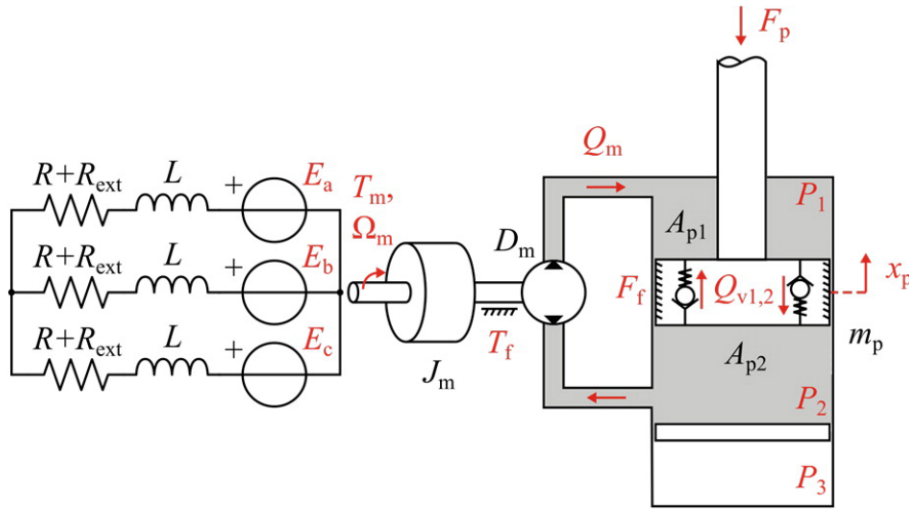 F_p
R+R_ext L + E_a
T_m,
Ω_m
Q_m
P_1
D_m
A_p1
R+R_ext L + E_b
F_f
Q_v1,2
x_p
R+R_ext L + E_c
T_f
J_m
A_p2
m_p
P_2
P_3